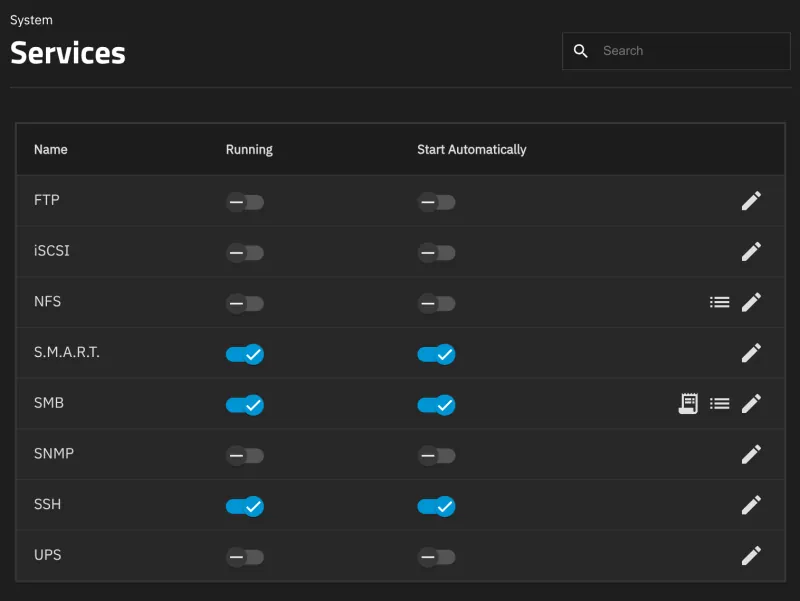 System
Services
Search
Name Running Start Automatically
FTP
iSCSI
NFS
S.M.A.R.T.
SMB
SNMP
SSH
UPS